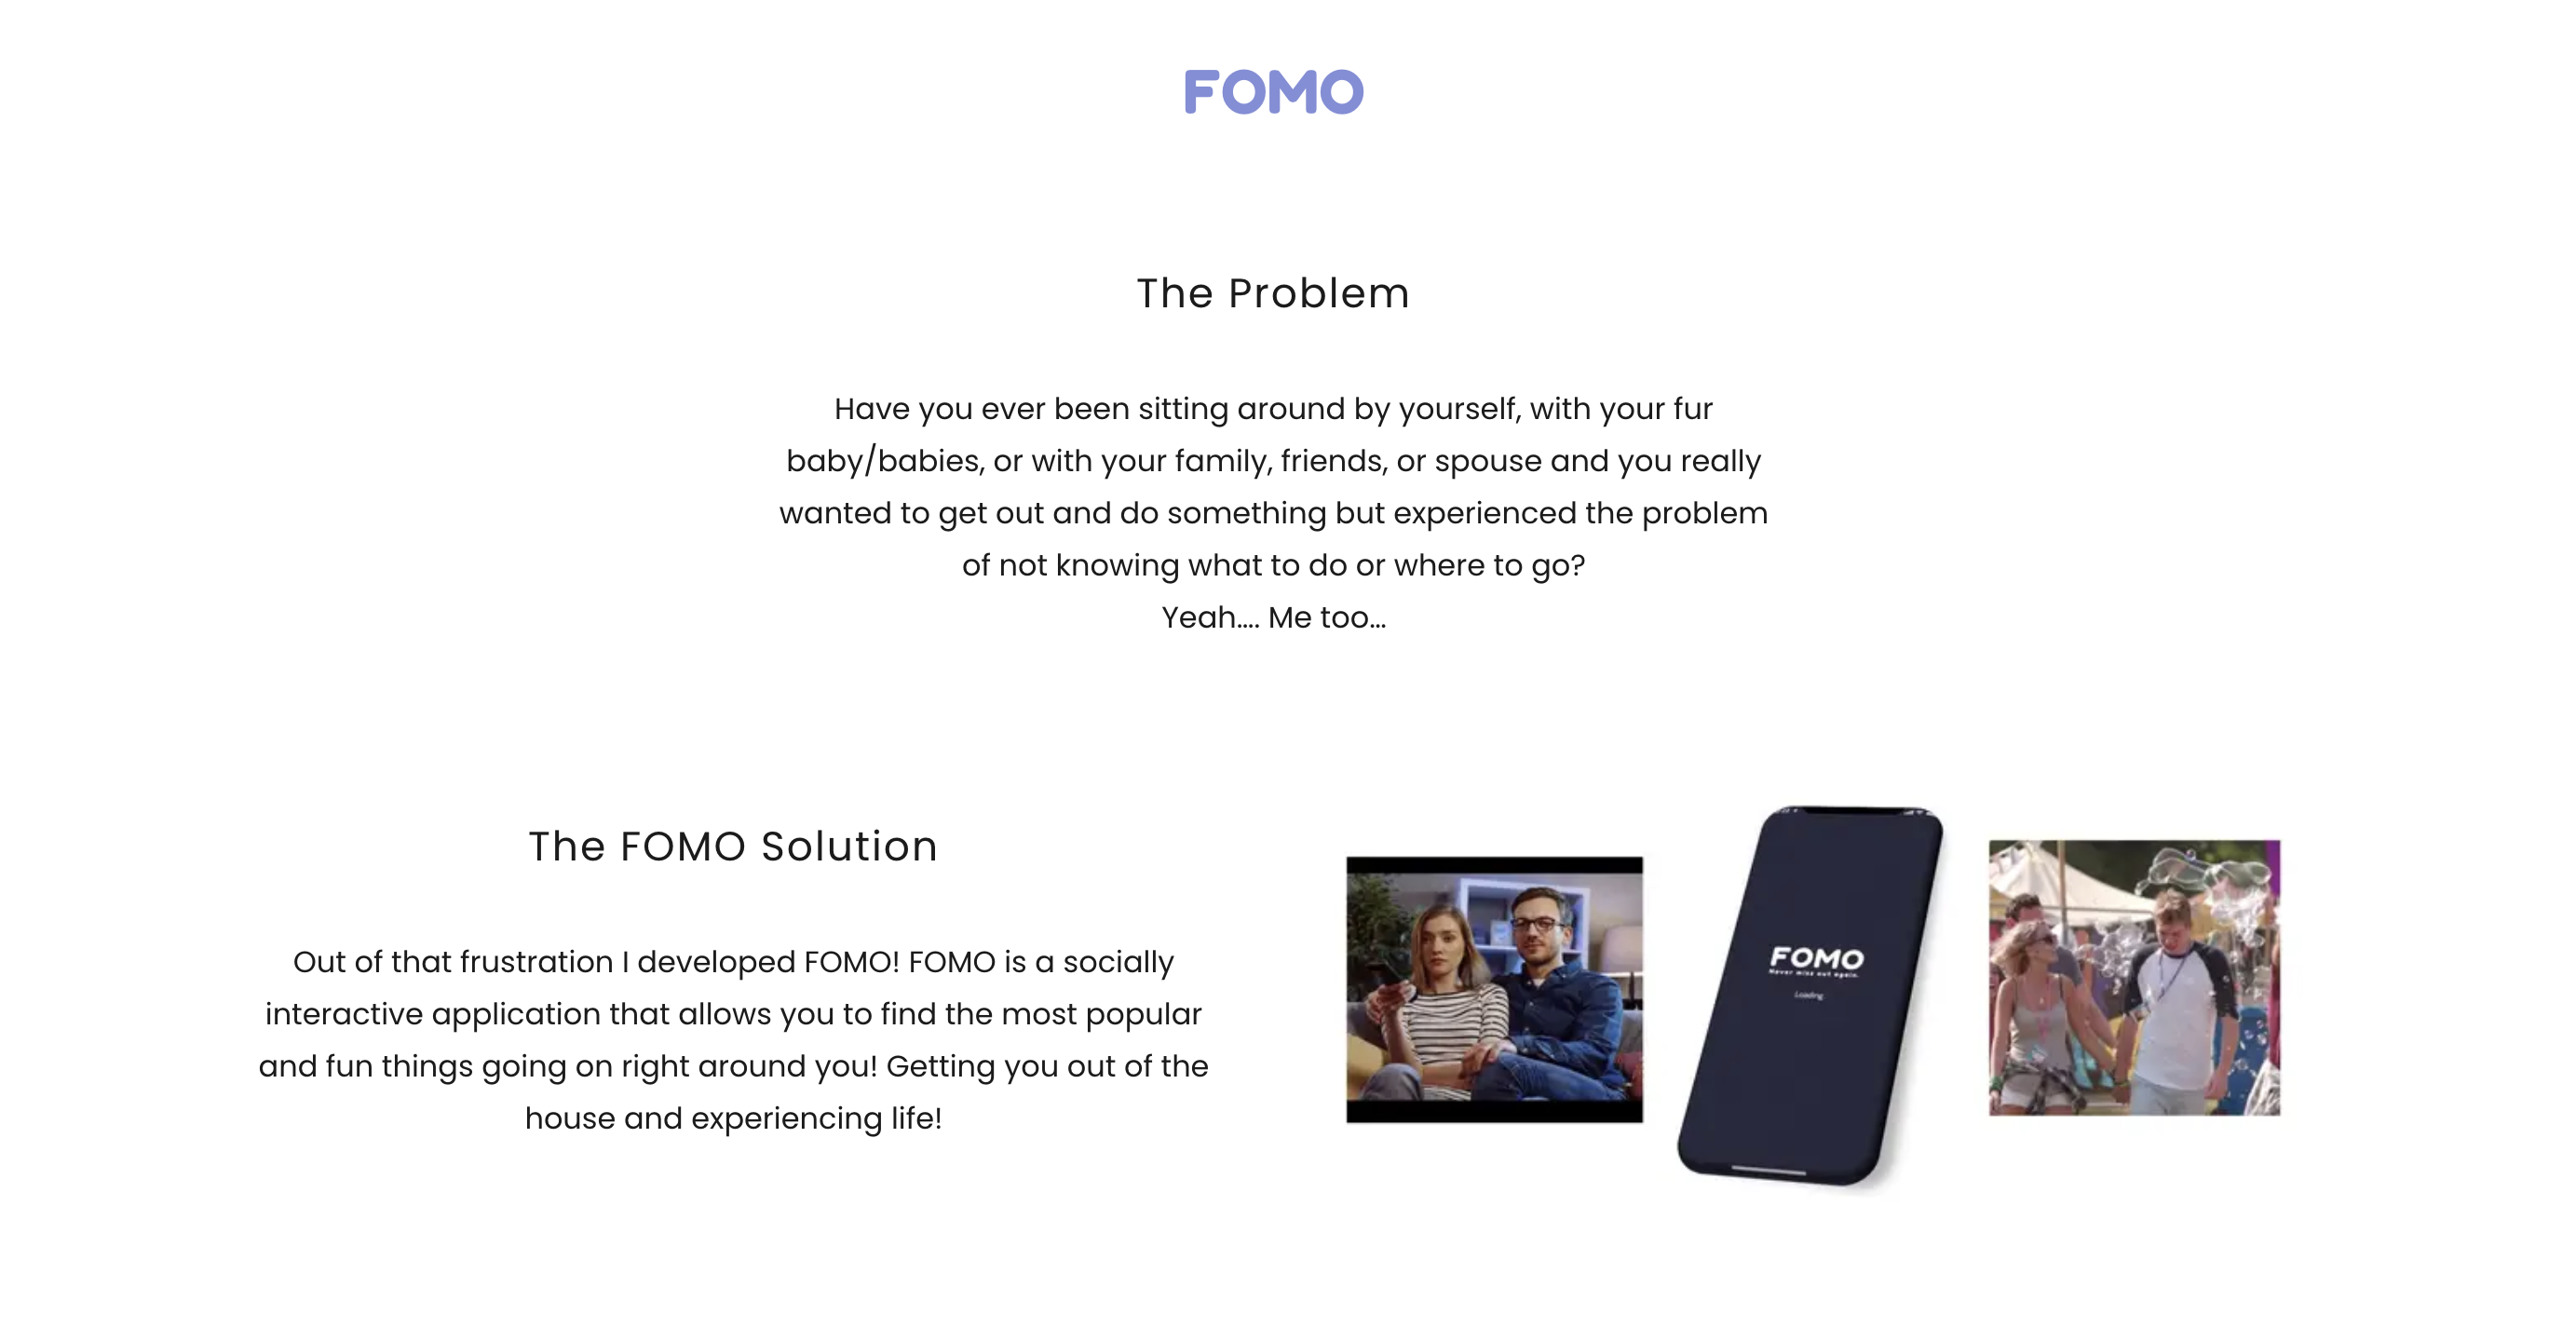 FOMO
The Problem
Have you ever been sitting around by yourself, with your fur
baby/babies, or with your family, friends, or spouse and you really
wanted to get out and do something but experienced the problem
of not knowing what to do or where to go?
Yeah.... Me too...
The FOMO Solution
Out of that frustration I developed FOMO! FOMO is a socially
interactive application that allows you to find the most popular
and fun things going on right around you! Getting you out of the
house and experiencing life!
FOMO
Never miss out again.
Loading